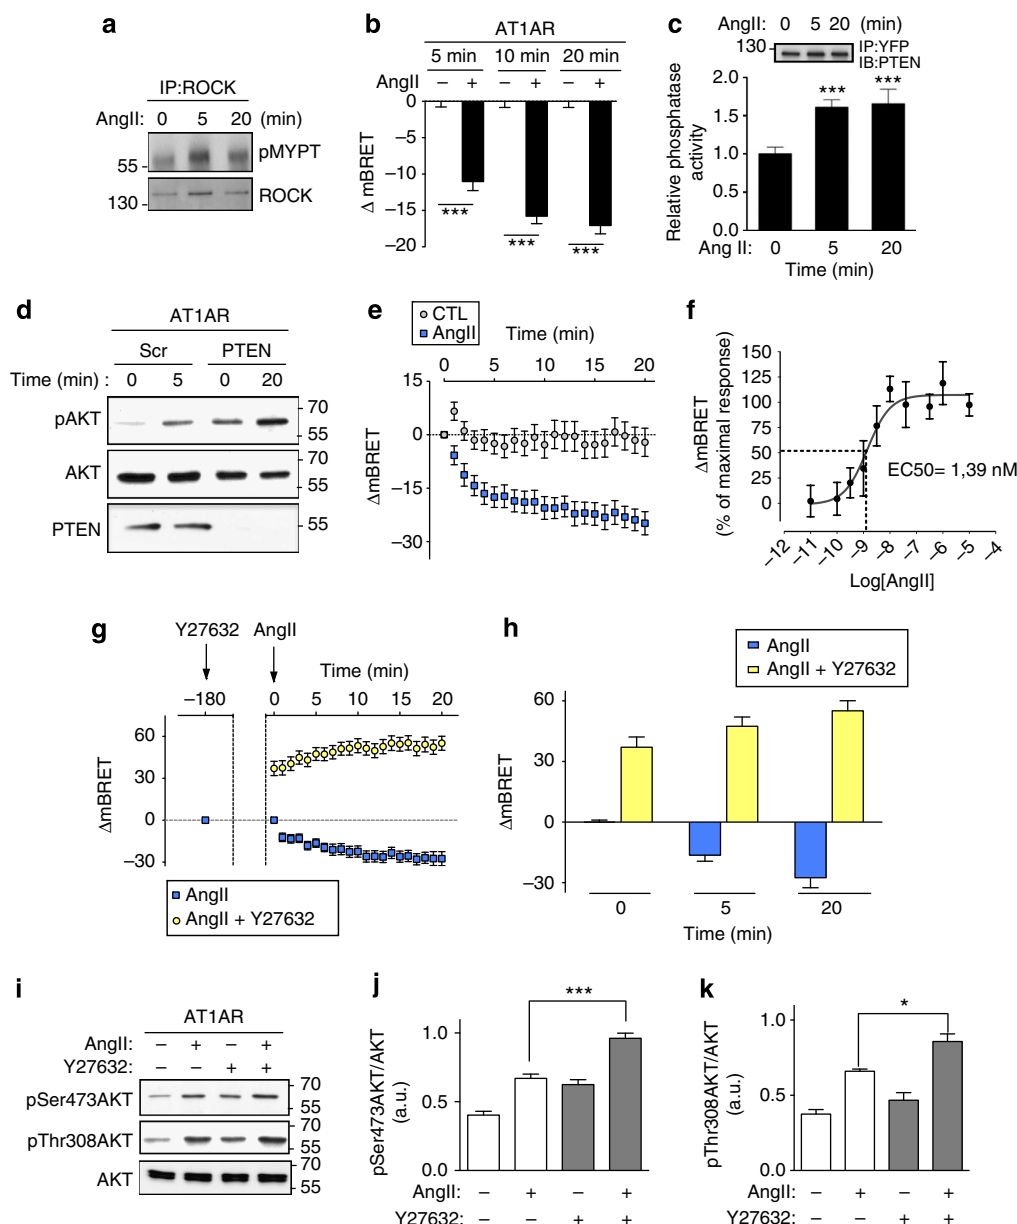 a
IP:ROCK
AngII: 0 5 20 (min)
pMYPT
55
ROCK
130
b
AT1AR
5 min 10 min 20 min
AngII – + – + – +
0
–5
–10
–15
–20
Δ mBRET
***
***
***
c
AngII: 0 5 20 (min)
130
IP:YFP
IB:PTEN
2.0
1.5
1.0
1.5
0.0
Relative phosphatase
activity
*** ***
Ang II: 0 5 20
Time (min)
d
AT1AR
Scr PTEN
Time (min) : 0 5 0 20
pAKT
70
55
AKT
70
55
PTEN
55
e
CTL
AngII
Time (min)
0 5 10 15 20
15
0
–15
–30
ΔmBRET
f
150
125
100
75
50
25
0
ΔmBRET
(% of maximal response)
EC50= 1,39 nM
–12 –11 –10 –9 –8 –7 –6 –5 –4
Log[AngII]
g
Y27632 AngII
Time (min)
–180 0 5 10 15 20
60
30
0
–30
ΔmBRET
AngII
AngII + Y27632
h
AngII
AngII + Y27632
60
30
0
–30
ΔmBRET
0 5 20
Time (min)
i
AT1AR
AngII: – + – +
Y27632: – – + +
pSer473AKT
70
55
pThr308AKT
70
55
AKT
70
55
j
***
1.0
0.5
0.0
pSer473AKT/AKT
(a.u.)
AngII: – + – +
Y27632: – – + +
k
*
1.0
0.5
0.0
pThr308AKT/AKT
(a.u.)
AngII: – + – +
Y27632: – – + +